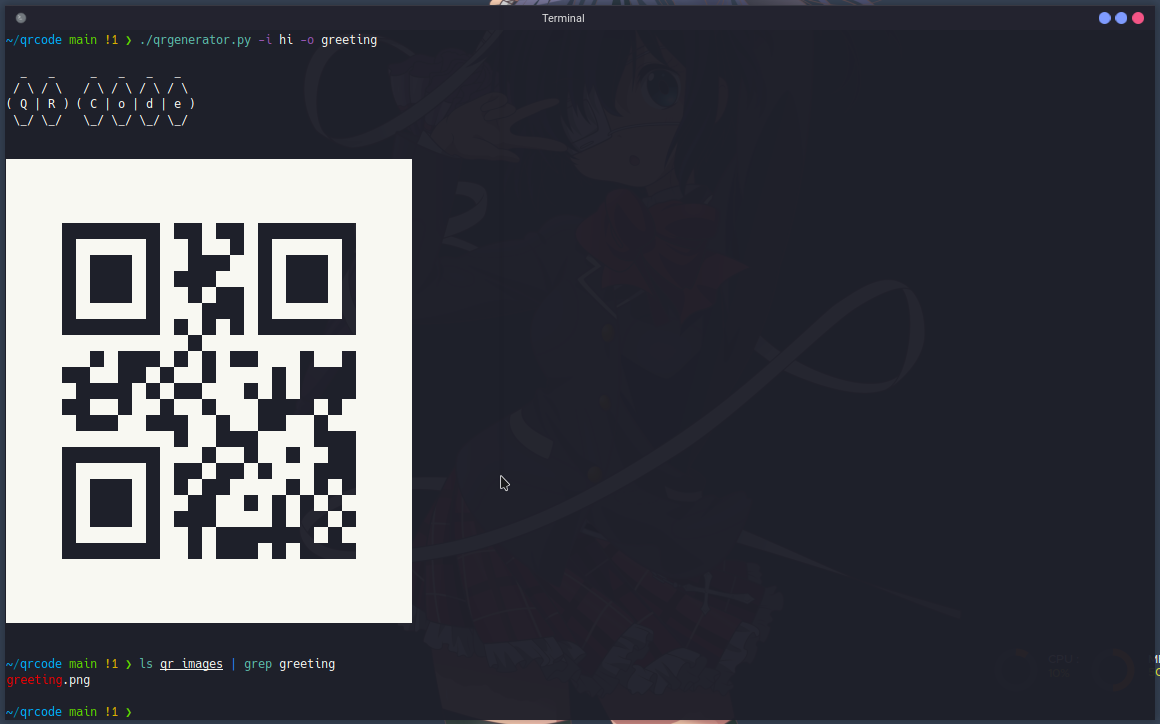 Terminal
~/qrcode main !1 ❯ ./qrgenerator.py -i hi -o greeting
  _   _     _   _   _   _
 / \ / \   / \ / \ / \ / \
( Q | R ) ( C | o | d | e )
 \_/ \_/   \_/ \_/ \_/ \_/
~/qrcode main !1 ❯ ls qr_images | grep greeting
greeting.png
~/qrcode main !1 ❯